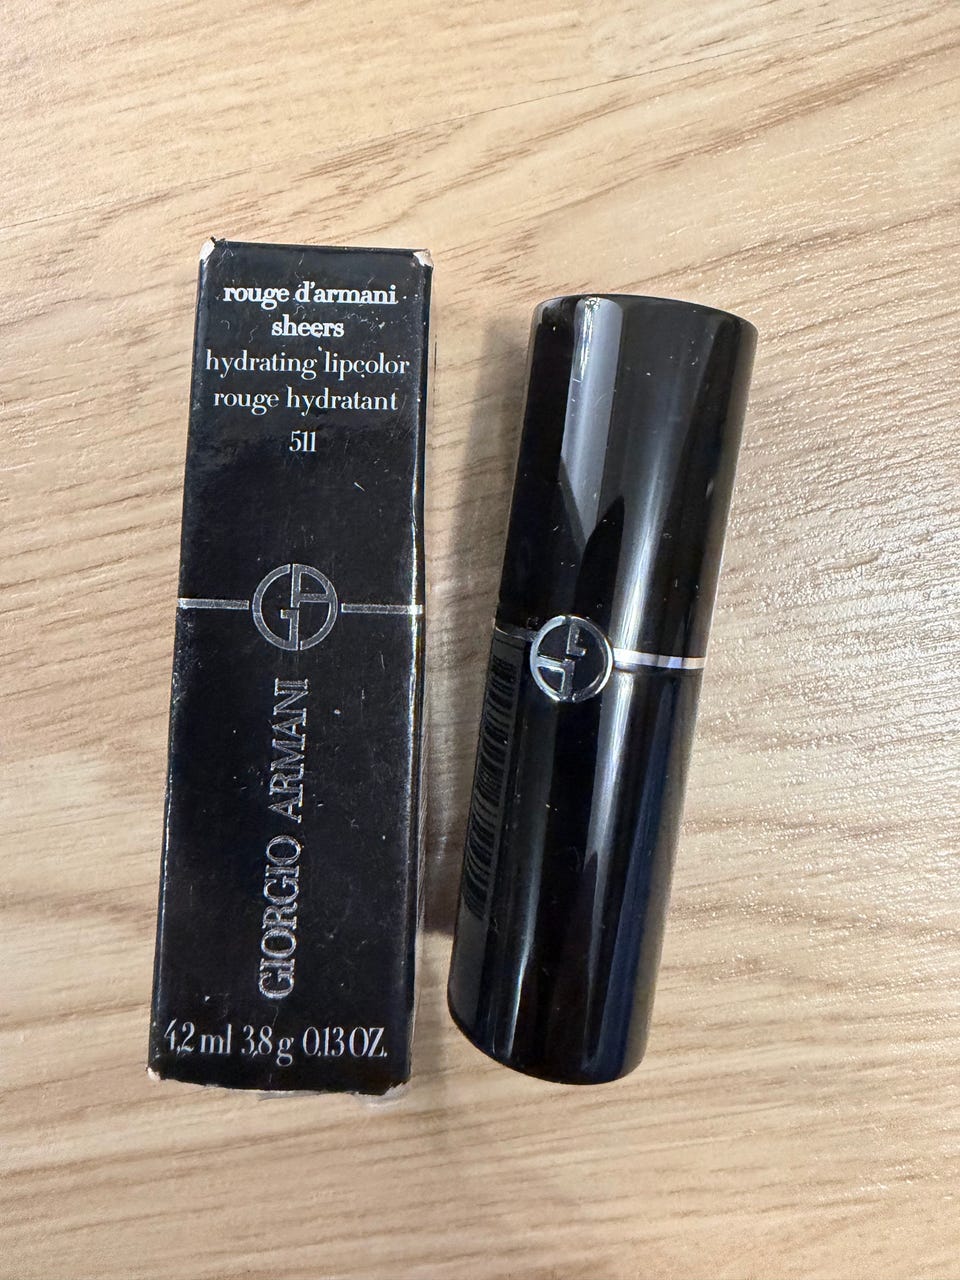 rouge d'armani
sheers
hydrating lipcolor
rouge hydratant
511
GIORGIO ARMANI
4,2 ml 3,8 g 0.13 OZ.